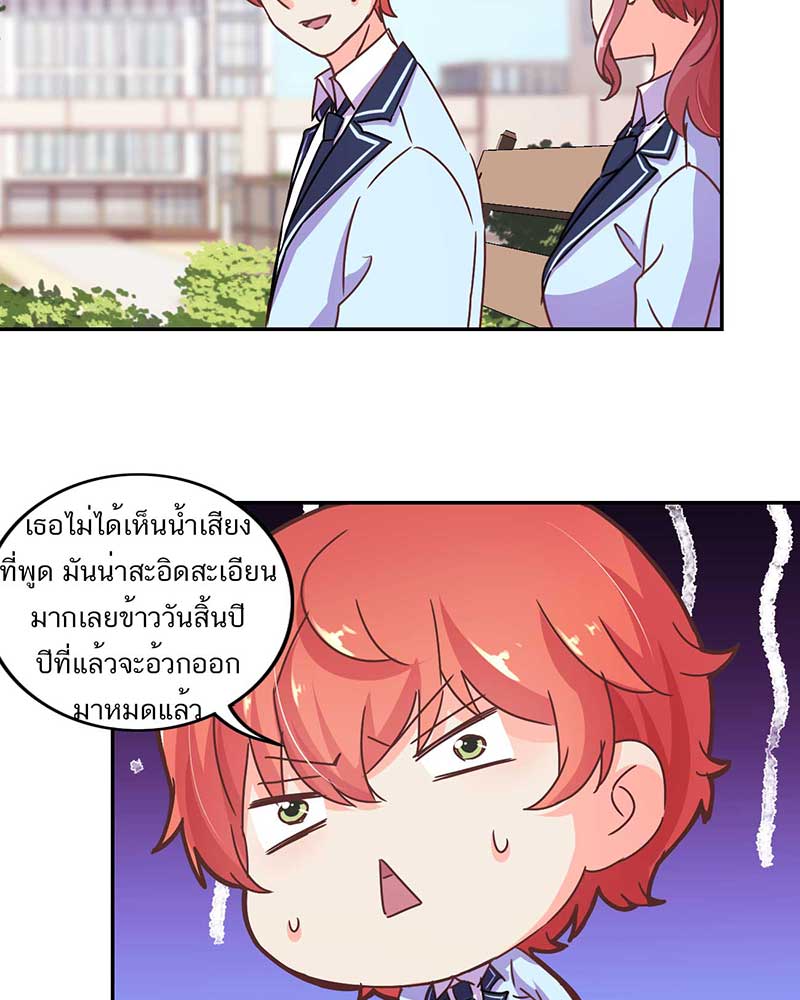 เธอไม่ได้เห็นน้ำเสียง
ที่พูด มันน่าสะอิดสะเอียน
มากเลยข้าววันสิ้นปี
ปีที่แล้วจะอ้วกออก
มาหมดแล้ว